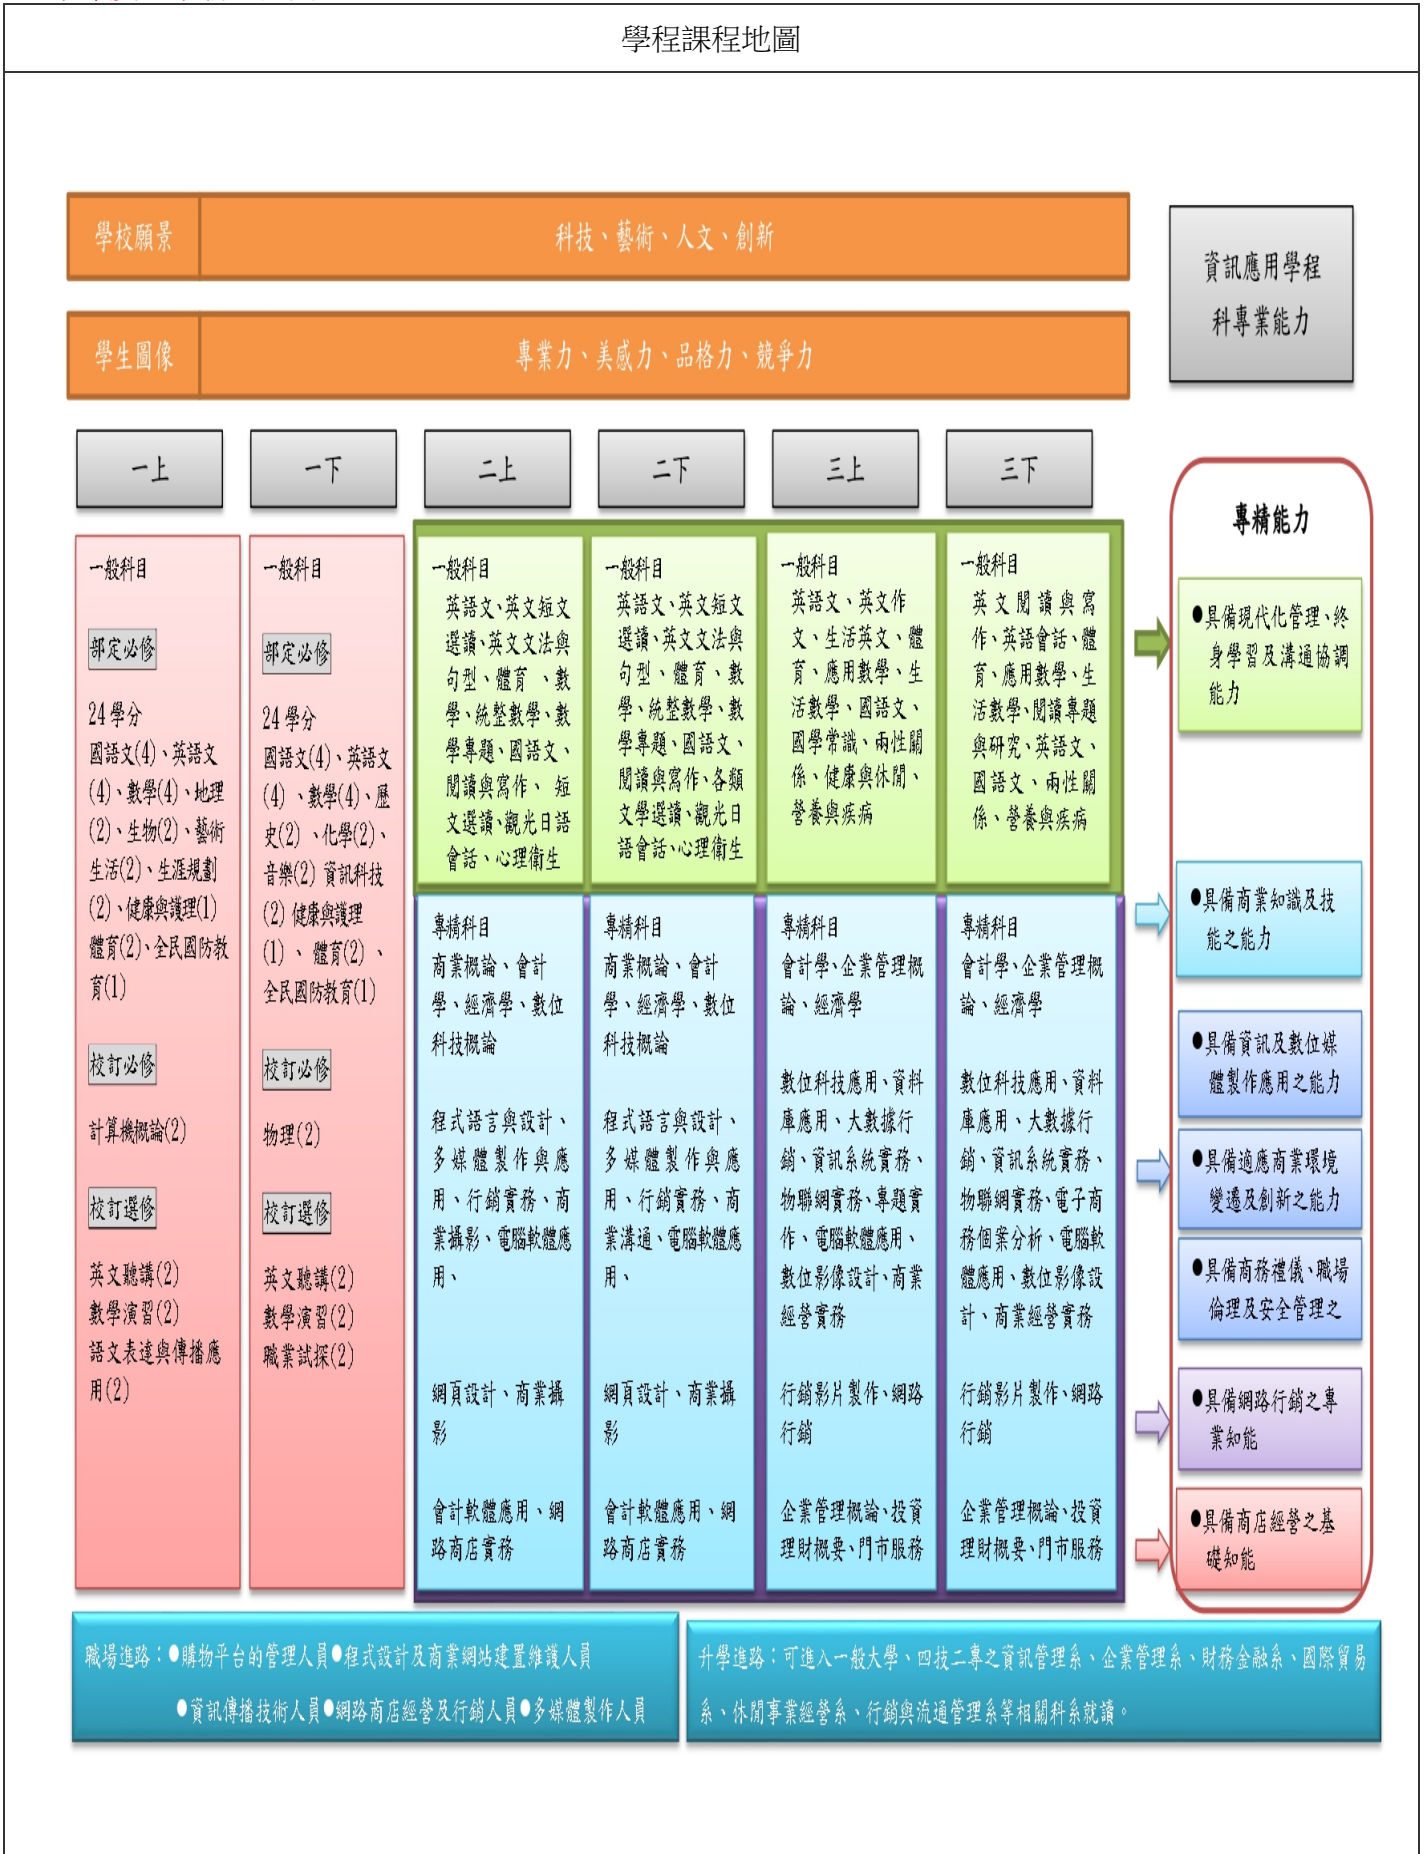 學程課程地圖
學校願景
科技、藝術、人文、創新
學生圖像
專業力、美感力、品格力、競爭力
資訊應用學程
科專業能力
一上
一下
二上
二下
三上
三下
一般科目
部定必修
24 學分
國語文(4)、英語文
(4)、數學(4)、地理
(2)、生物(2)、藝術
生活(2)、生涯規劃
(2)、健康與護理(1)
體育(2)、全民國防教
育(1)
校訂必修
計算機概論(2)
校訂選修
英文聽講(2)
數學演習(2)
語文表達與傳播應
用(2)
一般科目
部定必修
24 學分
國語文(4)、英語文
(4) 、數學(4)、歷
史(2) 、化學(2)、
音樂(2) 資訊科技
(2) 健康與護理
(1) 、 體育(2) 、
全民國防教育(1)
校訂必修
物理(2)
校訂選修
英文聽講(2)
數學演習(2)
職業試探(2)
一般科目
英語文、英文短文
選讀、英文文法與
句型、體育 、數
學、統整數學、數
學專題、國語文、
閱讀與寫作、 短
文選讀、觀光日語
會話、心理衛生
專精科目
商業概論、會計
學、經濟學、數位
科技概論
程式語言與設計、
多媒體製作與應
用、行銷實務、商
業攝影、電腦軟體應
用、
網頁設計、商業攝
影
會計軟體應用、網
路商店實務
一般科目
英語文、英文短文
選讀、英文文法與
句型、體育、數
學、統整數學、數
學專題、國語文、
閱讀與寫作、各類
文學選讀、觀光日
語會話、心理衛生
專精科目
商業概論、會計
學、經濟學、數位
科技概論
程式語言與設計、
多媒體製作與應
用、行銷實務、商
業溝通、電腦軟體應
用、
網頁設計、商業攝
影
會計軟體應用、網
路商店實務
一般科目
英語文、英文作
文、生活英文、體
育、應用數學、生
活數學、國語文、
國學常識、兩性關
係、健康與休閒、
營養與疾病
專精科目
會計學、企業管理概
論、經濟學
數位科技應用、資料
庫應用、大數據行
銷、資訊系統實務、
物聯網實務、專題實
作、電腦軟體應用、
數位影像設計、商業
經營實務
行銷影片製作、網路
行銷
企業管理概論、投資
理財概要、門市服務
一般科目
英文閱讀與寫
作、英語會話、體
育、應用數學、生
活數學、閱讀專題
與研究、英語文、
國語文、兩性關
係、營養與疾病
專精科目
會計學、企業管理概
論、經濟學
數位科技應用、資料
庫應用、大數據行
銷、資訊系統實務、
物聯網實務、電子商
務個案分析、電腦軟
體應用、數位影像設
計、商業經營實務
行銷影片製作、網路
行銷
企業管理概論、投資
理財概要、門市服務
專精能力
●具備現代化管理、終
身學習及溝通協調
能力
●具備商業知識及技
能之能力
●具備資訊及數位媒
體製作應用之能力
●具備適應商業環境
變遷及創新之能力
●具備商務禮儀、職場
倫理及安全管理之
●具備網路行銷之專
業知能
●具備商店經營之基
礎知能
職場進路：●購物平台的管理人員●程式設計及商業網站建置維護人員
●資訊傳播技術人員●網路商店經營及行銷人員●多媒體製作人員
升學進路：可進入一般大學、四技二專之資訊管理系、企業管理系、財務金融系、國際貿易
系、休閒事業經營系、行銷與流通管理系等相關科系就讀。